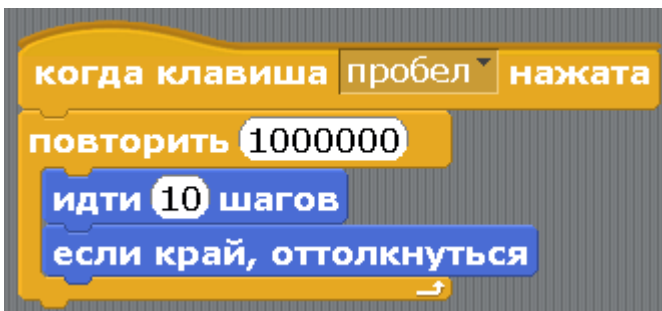 когда клавиша пробел нажата
повторить 1000000
идти 10 шагов
если край, оттолкнуться